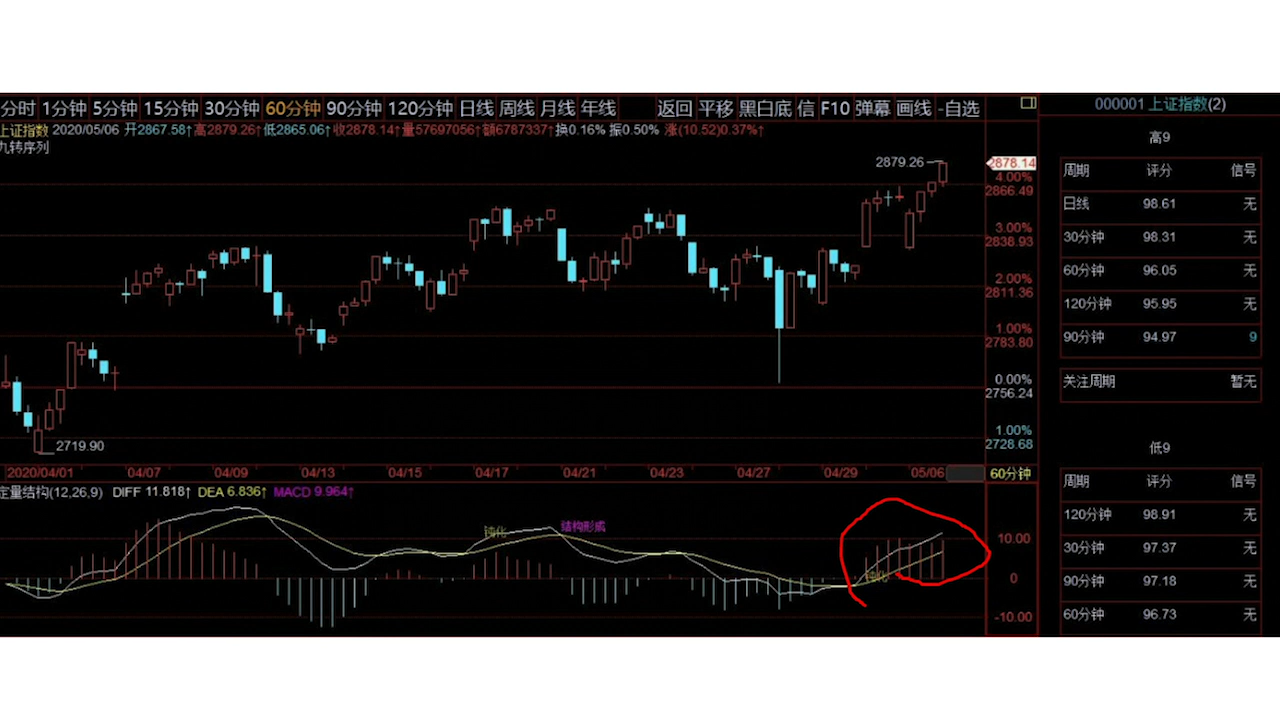 分时 1分钟 5分钟 15分钟 30分钟 60分钟 90分钟 120分钟 日线 周线 月线 年线 返回 平移 黑白底 信 F10 弹幕 画线 -自选
上证指数 2020/05/06 开2867.58↑高2879.26↑低2865.06↑收2878.14↑量57697056↑额6787337↑换0.16% 振0.50% 涨(10.52)0.37%↑
九转序列
2879.26
2719.90
2878.14
4.00%
2866.49
3.00%
2838.93
2.00%
2811.36
1.00%
2783.80
0.00%
2756.24
1.00%
2728.68
2020/04/01 04/07 04/09 04/13 04/15 04/17 04/21 04/23 04/27 04/29 05/06 60分钟
定量结构(12,26,9) DIFF 11.818↑ DEA 6.836↑ MACD 9.964↑
钝化 结构形成
钝化
10.00
0
-10.00
000001 上证指数(2)
高9
周期 评分 信号
日线 98.61 无
30分钟 98.31 无
60分钟 96.05 无
120分钟 95.95 无
90分钟 94.97 9
关注周期 暂无
低9
周期 评分 信号
120分钟 98.91 无
30分钟 97.37 无
90分钟 97.18 无
60分钟 96.73 无